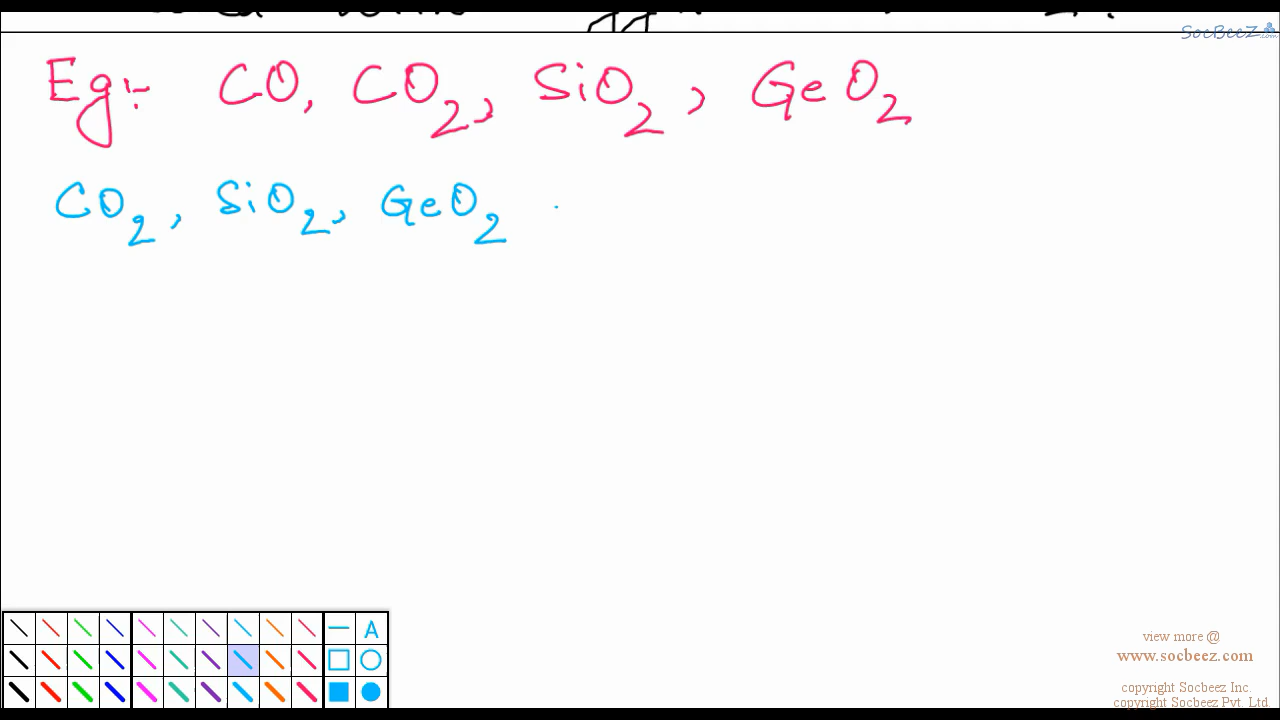 SocBeeZ.com
Eg:- CO, CO2, SiO2, GeO2
CO2, SiO2, GeO2
A
view more @
www.socbeez.com
copyright Socbeez Inc.
copyright Socbeez Pvt. Ltd.